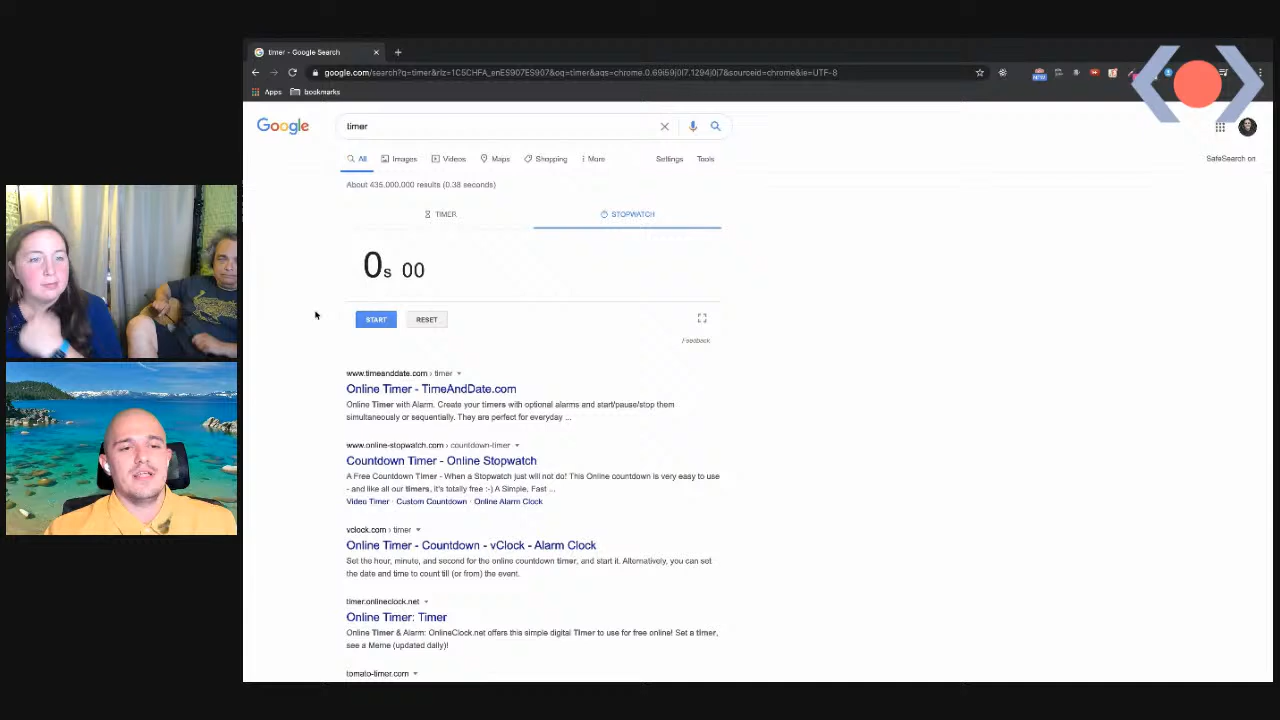 timer - Google Search
google.com/search?q=timer&rlz=1C5CHFA_enES907ES907&oq=timer&aqs=chrome.0.69i59j0l7.1294j0j7&sourceid=chrome&ie=UTF-8
Apps bookmarks
Google
timer
All Images Videos Maps Shopping More Settings Tools
SafeSearch on
About 435,000,000 results (0.38 seconds)
TIMER STOPWATCH
0s 00
START RESET
Feedback
www.timeanddate.com › timer
Online Timer - TimeAndDate.com
Online Timer with Alarm. Create your timers with optional alarms and start/pause/stop them
simultaneously or sequentially. They are perfect for everyday ...
www.online-stopwatch.com › countdown-timer
Countdown Timer - Online Stopwatch
A Free Countdown Timer - When a Stopwatch just will not do! This Online countdown is very easy to use
- and like all our timers, it's totally free :-) A Simple, Fast ...
Video Timer · Custom Countdown · Online Alarm Clock
vclock.com › timer
Online Timer - Countdown - vClock - Alarm Clock
Set the hour, minute, and second for the online countdown timer, and start it. Alternatively, you can set
the date and time to count till (or from) the event.
timer.onlineclock.net
Online Timer: Timer
Online Timer & Alarm: OnlineClock.net offers this simple digital Timer to use for free online! Set a timer,
see a Meme (updated daily)!
tomato-timer.com